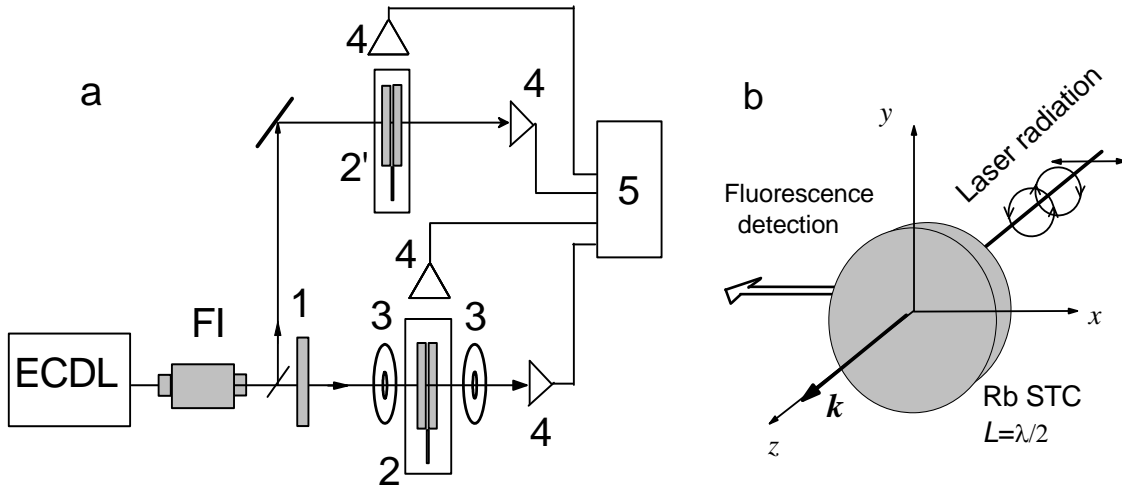 a
4
4
2'
5
4
FI
1
3
3
ECDL
4
2
b
y
Laser radiation
Fluorescence
detection
x
k
z
Rb STC
L=λ/2